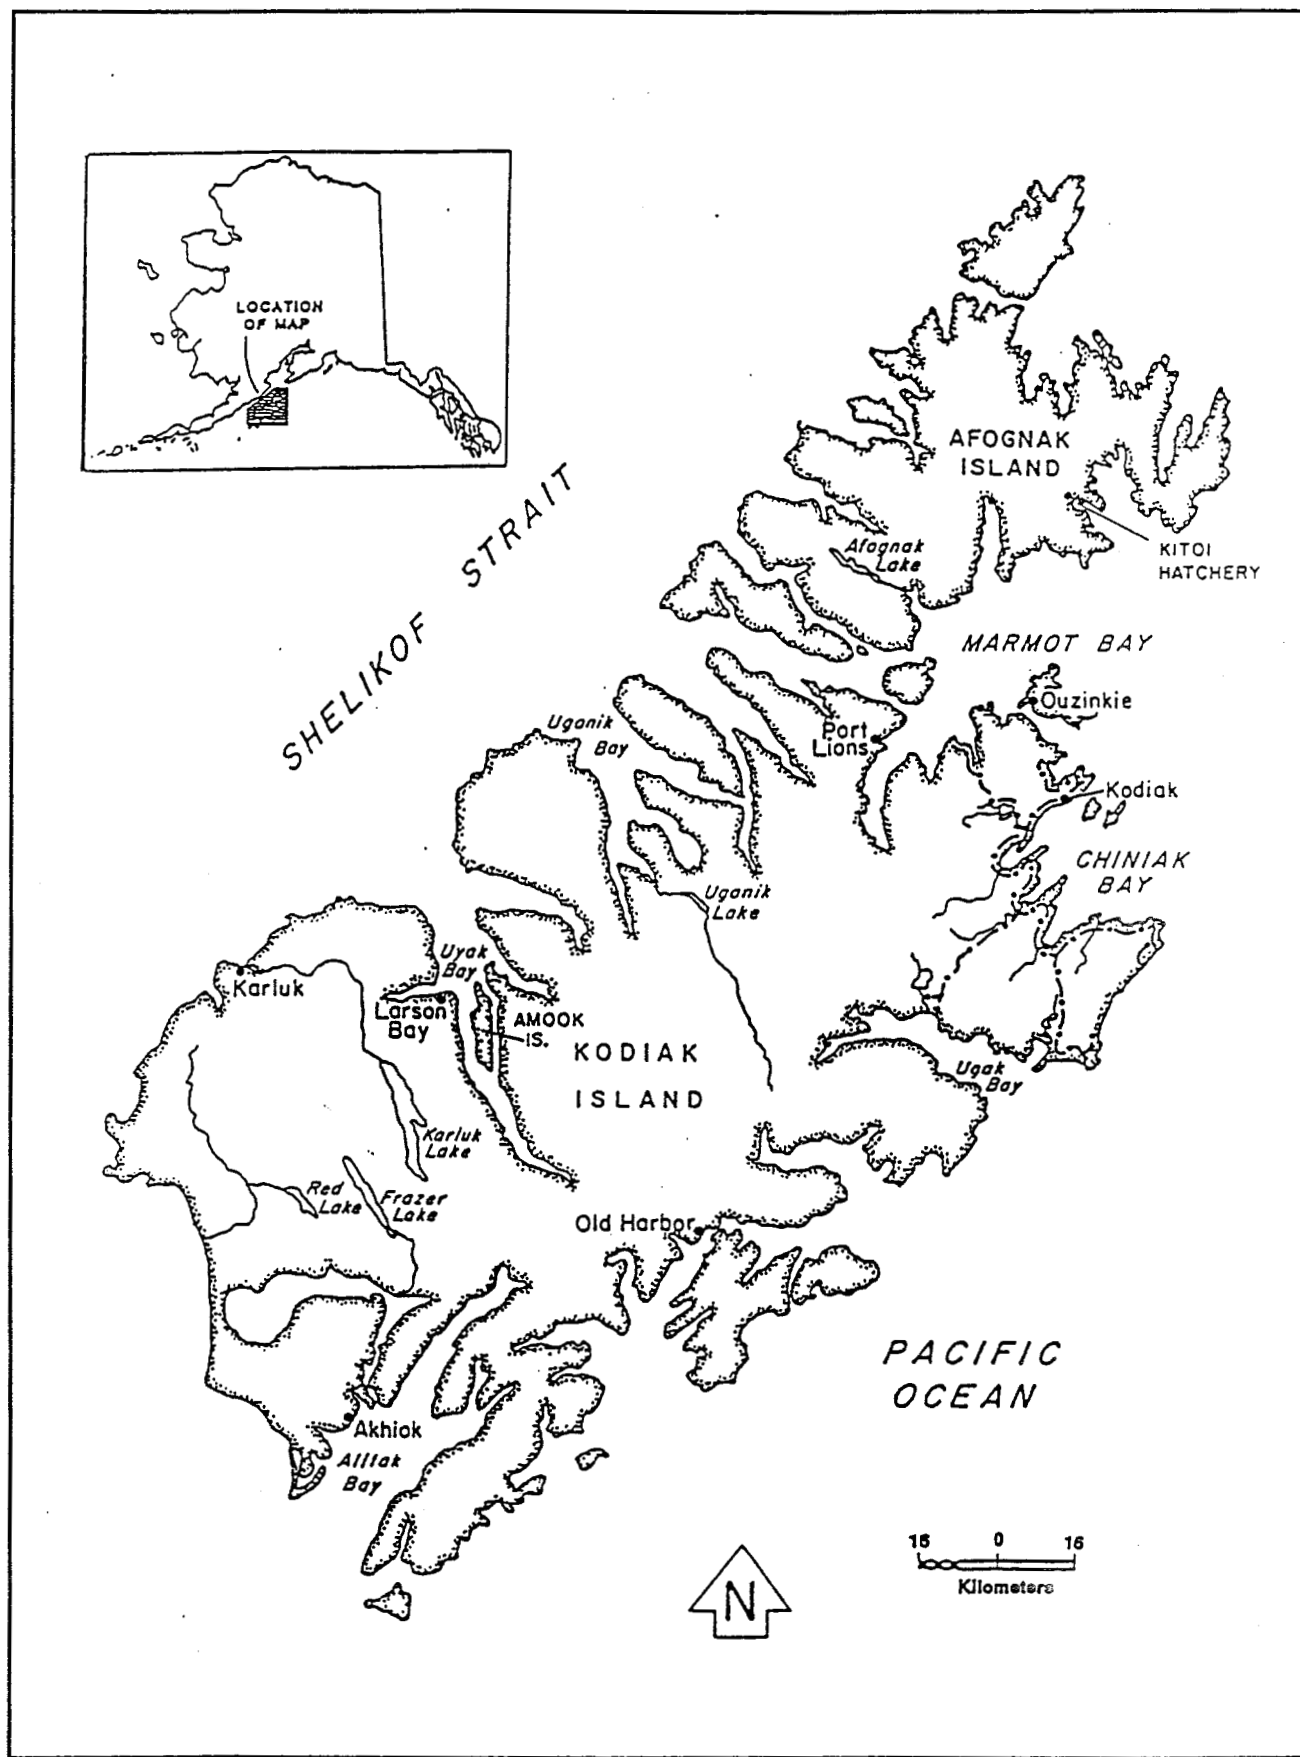 LOCATION
OF MAP
SHELIKOF STRAIT
AFOGNAK
ISLAND
KITOI
HATCHERY
Afognak
Lake
MARMOT BAY
Ouzinkie
Port
Lions
Uganik
Bay
Kodiak
CHINIAK
BAY
Uganik
Lake
Uyak
Bay
Karluk
Larson
Bay
AMOOK
IS.
KODIAK
ISLAND
Ugak
Bay
Karluk
Lake
Red
Lake
Frazer
Lake
Old Harbor
PACIFIC
OCEAN
Akhiok
Alitak
Bay
16 0 16
Kilometers
N